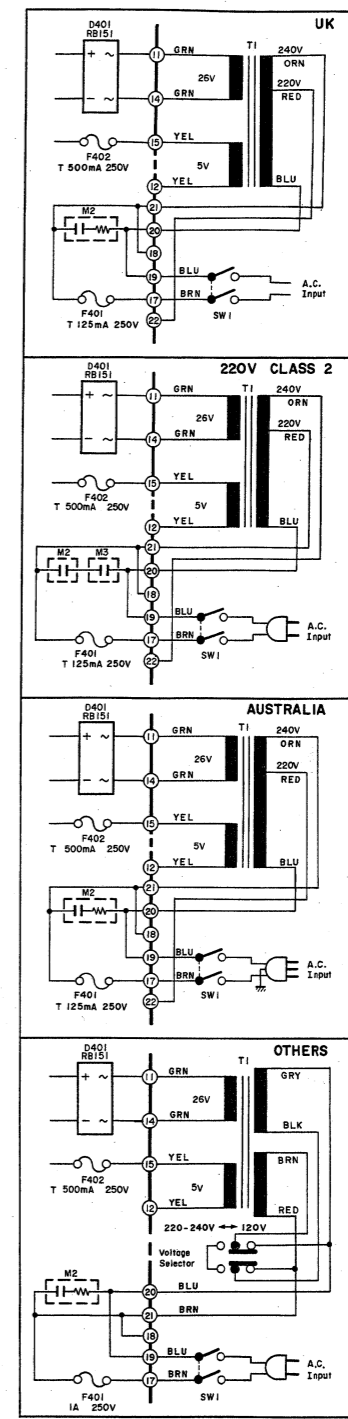 UK
D401
RB151
+ ~
- ~
11
GRN
T1
240V
ORN
26V
220V
RED
14
GRN
15
YEL
F402
T 500mA 250V
5V
12
YEL
BLU
21
M2
20
18
19
BLU
A.C.
Input
17
BRN
SW1
F401
T 125mA 250V
22
220V CLASS 2
D401
RB151
+ ~
- ~
11
GRN
T1
240V
ORN
26V
220V
RED
14
GRN
15
YEL
F402
T 500mA 250V
5V
12
YEL
BLU
21
M2
M3
20
18
19
BLU
A.C.
Input
17
BRN
SW1
F401
T 125mA 250V
22
AUSTRALIA
D401
RB151
+ ~
- ~
11
GRN
T1
240V
ORN
26V
220V
RED
14
GRN
15
YEL
F402
T 500mA 250V
5V
12
YEL
BLU
21
M2
20
18
19
BLU
A.C.
Input
17
BRN
SW1
F401
T 125mA 250V
22
OTHERS
D401
RB151
+ ~
- ~
11
GRN
T1
GRY
26V
14
GRN
BLK
15
YEL
BRN
F402
T 500mA 250V
5V
12
YEL
RED
220-240V ↔ 120V
Voltage
Selector
M2
20
BLU
21
BRN
18
19
BLU
A.C.
Input
17
BRN
SW1
F401
1A 250V